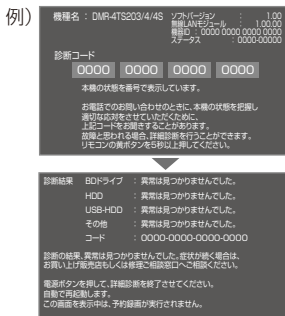 例)
機種名 : DMR-4TS203/4/4S
ソフトバージョン : 1.00
無線LANモジュール : 1.00.00
機器ID : 0000 0000 0000 0000
ステータス : 0000-00000
診断コード
0000 0000 0000 0000
本機の状態を番号で表示しています。
お電話でのお問い合わせのときに、本機の状態を把握し
適切な応対をさせていただくために、
上記コードをお聞きすることがあります。
故障と思われる場合、詳細診断を行うことができます。
リモコンの黄ボタンを5秒以上押してください。
診断結果 BDドライブ : 異常は見つかりませんでした。
HDD : 異常は見つかりませんでした。
USB-HDD : 異常は見つかりませんでした。
その他 : 異常は見つかりませんでした。
コード : 0000-0000-0000-0000
診断の結果、異常は見つかりませんでした。症状が続く場合は、
お買い上げ販売店もしくは修理ご相談窓口へご相談ください。
電源ボタンを押して、詳細診断を終了させてください。
自動で再起動します。
この画面を表示中は、予約録画が実行されません。